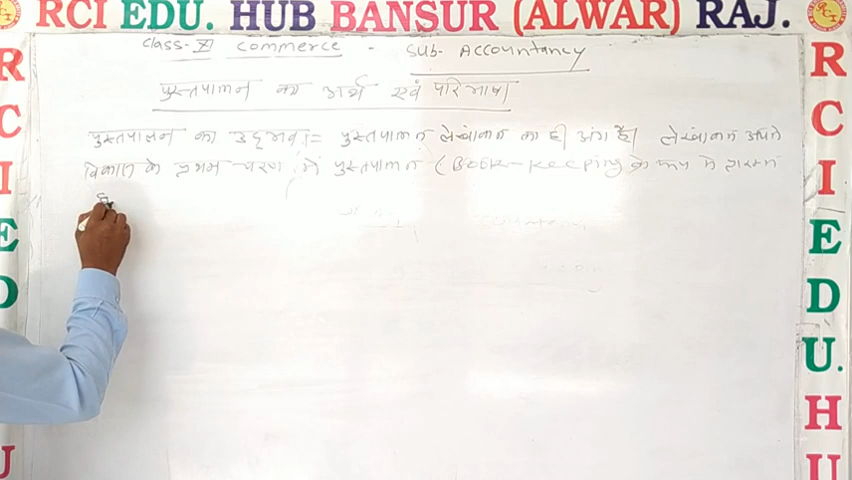 RCI EDU. HUB BANSUR (ALWAR) RAJ.
Class-XI Commerce - Sub- Accountancy
पुस्तपालन का अर्थ एवं परिभाषा
पुस्तपालन का उद्भव:= पुस्तपालन लेखांकन का ही अंग है। लेखांकन अपने
विकास के प्रथम चरण में पुस्तपालन (Book-Keeping के रूप में प्रारम्भ
R
C
I
E
D
U
R
C
I
E
D
U.
H
U